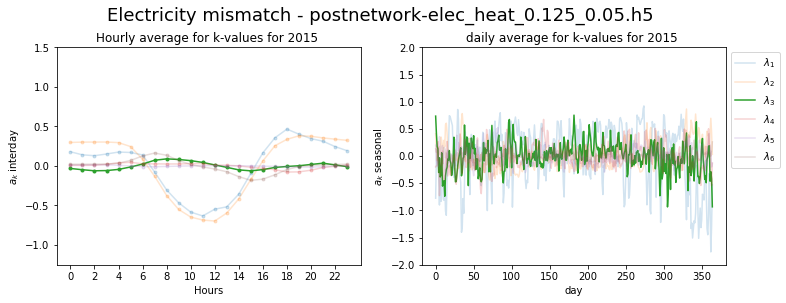 Electricity mismatch - postnetwork-elec_heat_0.125_0.05.h5
Hourly average for k-values for 2015
1.5
1.0
0.5
0.0
−0.5
−1.0
a_k interday
0 2 4 6 8 10 12 14 16 18 20 22
Hours
daily average for k-values for 2015
2.0
1.5
1.0
0.5
0.0
−0.5
−1.0
−1.5
−2.0
a_k seasonal
0 50 100 150 200 250 300 350
day
λ₁
λ₂
λ₃
λ₄
λ₅
λ₆